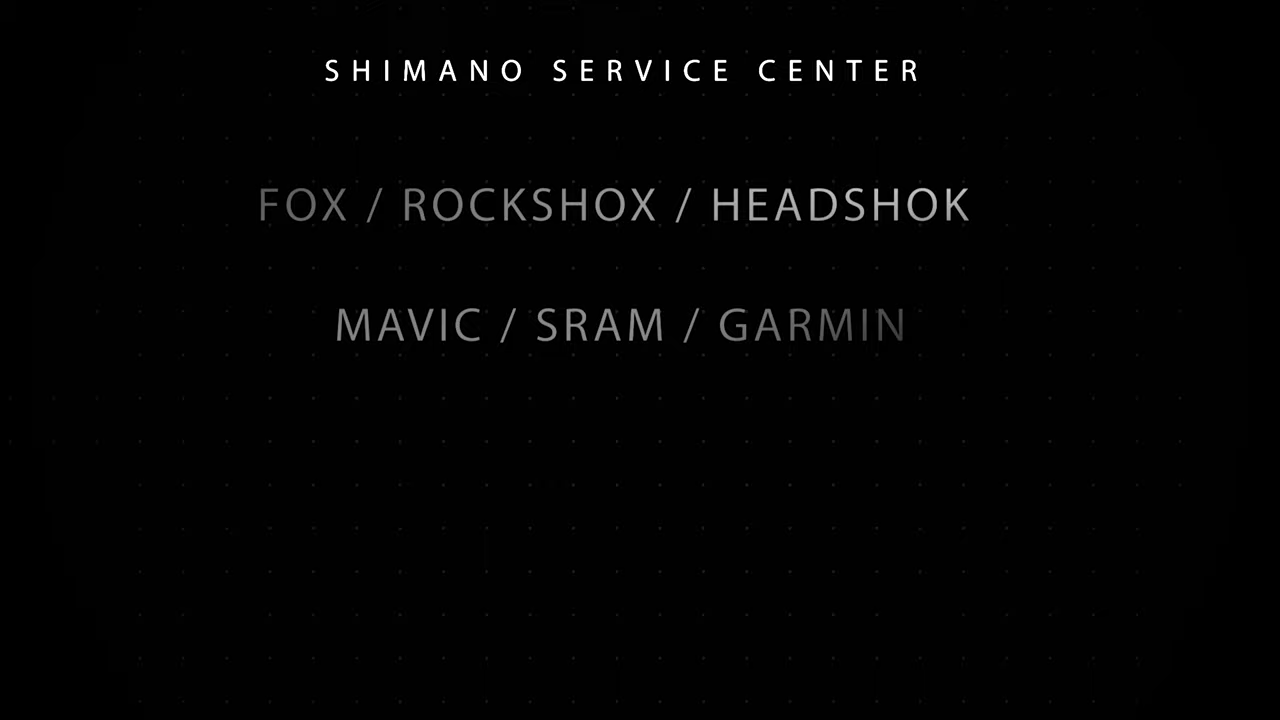 SHIMANO SERVICE CENTER
FOX / ROCKSHOX / HEADSHOK
MAVIC / SRAM / GARMIN